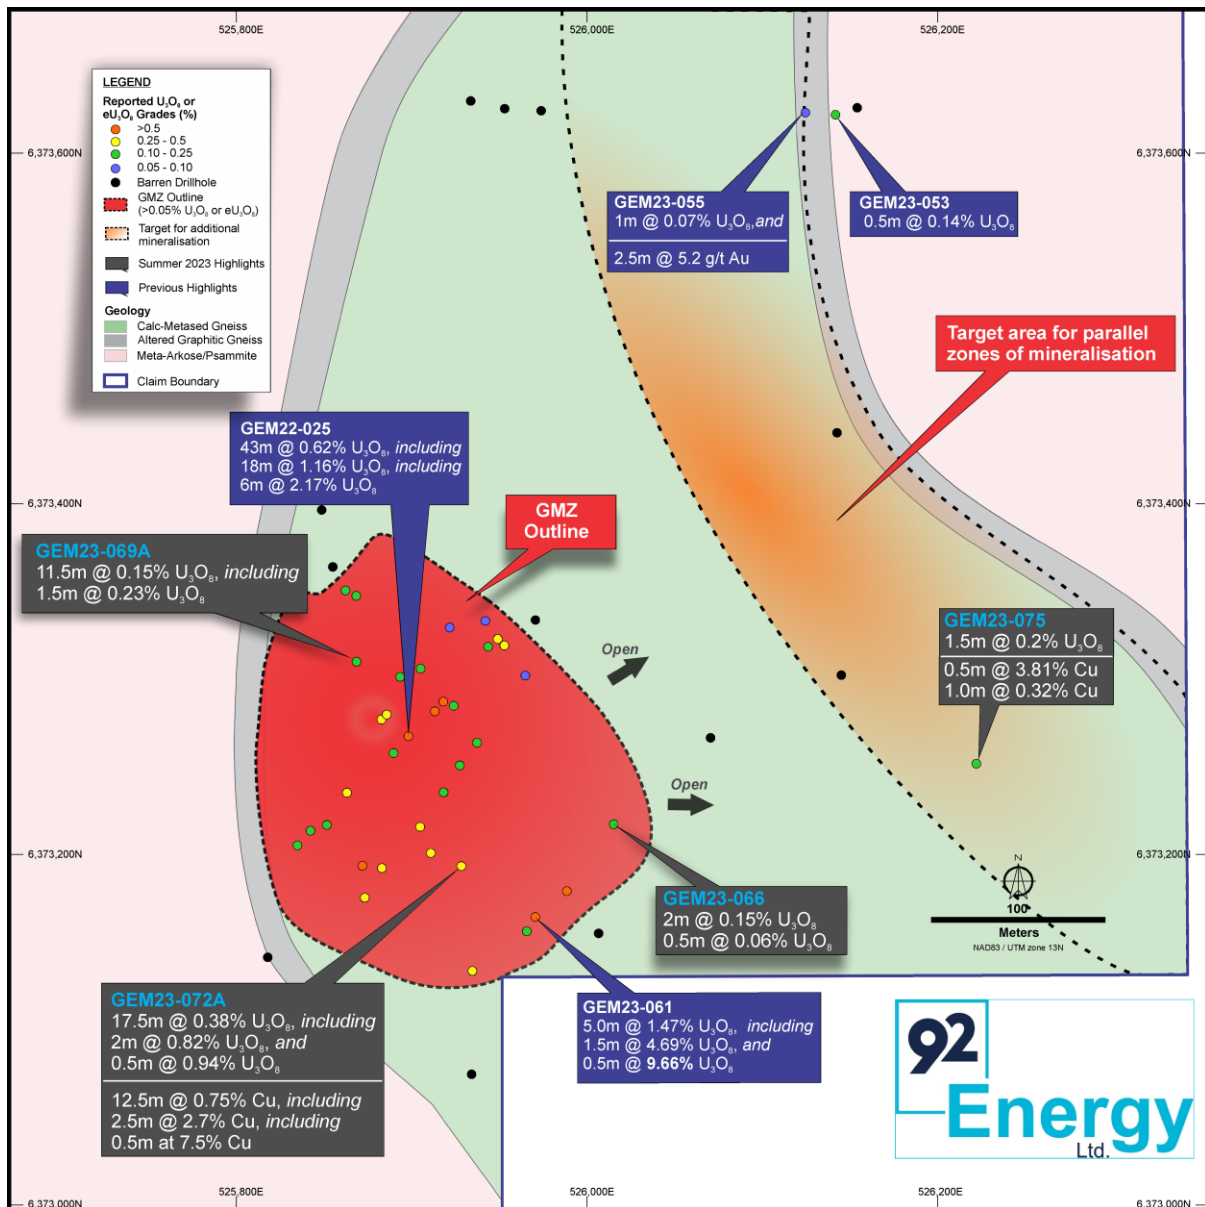 525,800E
526,000E
526,200E
LEGEND
Reported U₃O₈ or
eU₃O₈ Grades (%)
>0.5
0.25 - 0.5
0.10 - 0.25
0.05 - 0.10
Barren Drillhole
GMZ Outline
(>0.05% U₃O₈ or eU₃O₈)
Target for additional
mineralisation
Summer 2023 Highlights
Previous Highlights
Geology
Calc-Metased Gneiss
Altered Graphitic Gneiss
Meta-Arkose/Psammite
Claim Boundary
6,373,600N
6,373,600N
GEM23-055
1m @ 0.07% U₃O₈,and
2.5m @ 5.2 g/t Au
GEM23-053
0.5m @ 0.14% U₃O₈
Target area for parallel
zones of mineralisation
GEM22-025
43m @ 0.62% U₃O₈, including
18m @ 1.16% U₃O₈, including
6m @ 2.17% U₃O₈
6,373,400N
6,373,400N
GMZ
Outline
GEM23-069A
11.5m @ 0.15% U₃O₈, including
1.5m @ 0.23% U₃O₈
Open
GEM23-075
1.5m @ 0.2% U₃O₈
0.5m @ 3.81% Cu
1.0m @ 0.32% Cu
Open
6,373,200N
6,373,200N
GEM23-066
2m @ 0.15% U₃O₈
0.5m @ 0.06% U₃O₈
N
100
Meters
NAD83 / UTM zone 13N
GEM23-072A
17.5m @ 0.38% U₃O₈, including
2m @ 0.82% U₃O₈, and
0.5m @ 0.94% U₃O₈
12.5m @ 0.75% Cu, including
2.5m @ 2.7% Cu, including
0.5m at 7.5% Cu
GEM23-061
5.0m @ 1.47% U₃O₈, including
1.5m @ 4.69% U₃O₈, and
0.5m @ 9.66% U₃O₈
92
Energy
Ltd.
6,373,000N
525,800E
526,000E
526,200E
6,373,000N